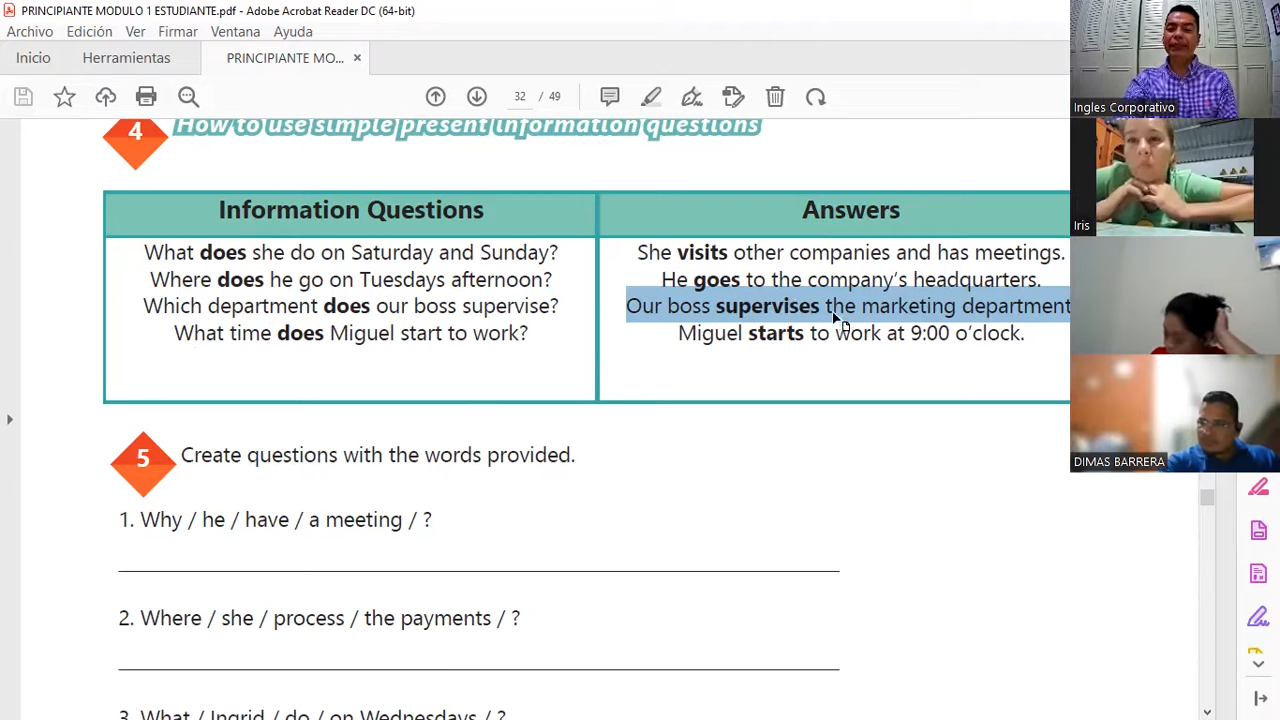 PRINCIPIANTE MODULO 1 ESTUDIANTE.pdf - Adobe Acrobat Reader DC (64-bit)
Archivo Edición Ver Firmar Ventana Ayuda
Inicio Herramientas PRINCIPIANTE MO... ×
32 / 49
4 How to use simple present information questions
Information Questions
What does she do on Saturday and Sunday?
Where does he go on Tuesdays afternoon?
Which department does our boss supervise?
What time does Miguel start to work?
Answers
She visits other companies and has meetings.
He goes to the company’s headquarters.
Our boss supervises the marketing department
Miguel starts to work at 9:00 o’clock.
5 Create questions with the words provided.
1. Why / he / have / a meeting / ?
2. Where / she / process / the payments / ?
3. What / Ingrid / do / on Wednesdays / ?
Ingles Corporativo
Iris
DIMAS BARRERA